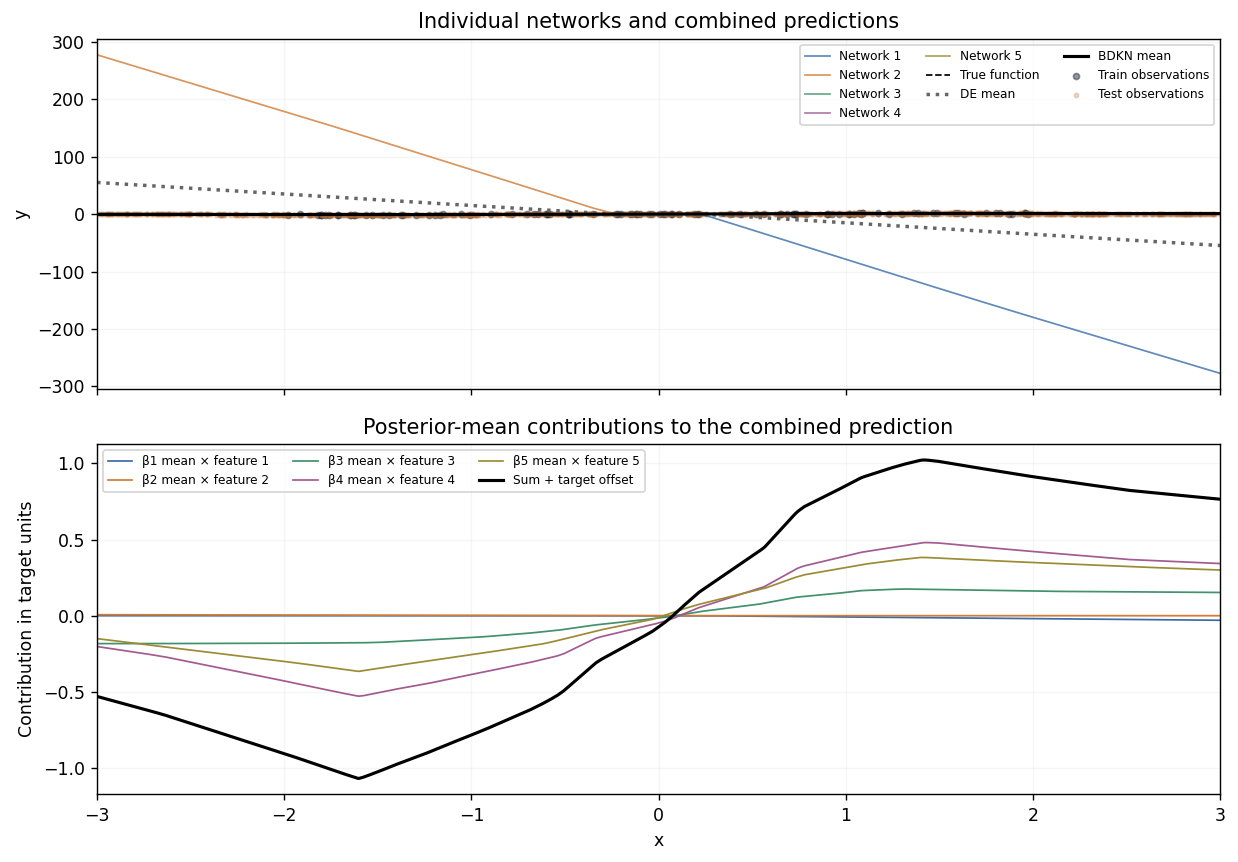 Individual networks and combined predictions
300
200
100
0
−100
−200
−300
y
Network 1
Network 2
Network 3
Network 4
Network 5
True function
DE mean
BDKN mean
Train observations
Test observations
Posterior-mean contributions to the combined prediction
1.0
0.5
0.0
−0.5
−1.0
Contribution in target units
β1 mean × feature 1
β2 mean × feature 2
β3 mean × feature 3
β4 mean × feature 4
β5 mean × feature 5
Sum + target offset
−3
−2
−1
0
1
2
3
x